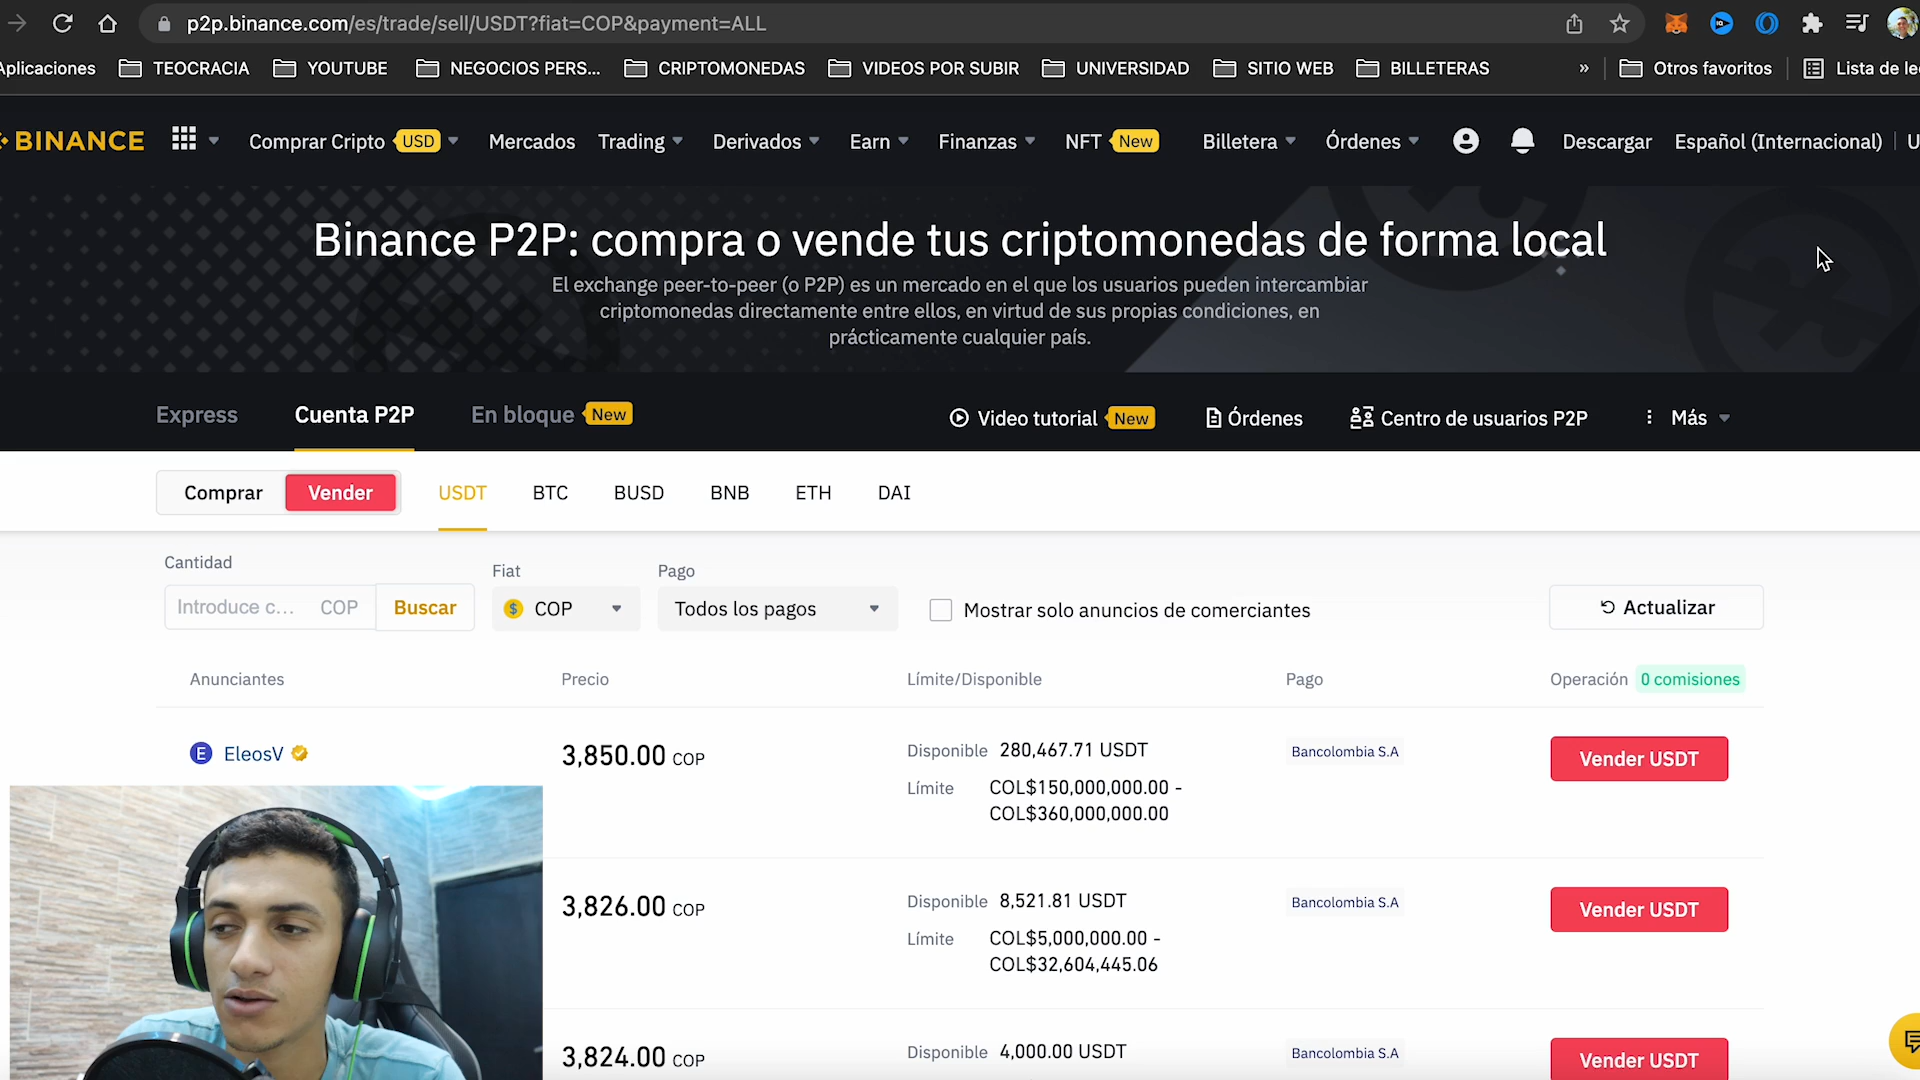 p2p.binance.com/es/trade/sell/USDT?fiat=COP&payment=ALL
Aplicaciones TEOCRACIA YOUTUBE NEGOCIOS PERS... CRIPTOMONEDAS VIDEOS POR SUBIR UNIVERSIDAD SITIO WEB BILLETERAS » Otros favoritos Lista de le
BINANCE Comprar Cripto USD Mercados Trading Derivados Earn Finanzas NFT New Billetera Órdenes Descargar Español (Internacional) U
Binance P2P: compra o vende tus criptomonedas de forma local
El exchange peer-to-peer (o P2P) es un mercado en el que los usuarios pueden intercambiar
criptomonedas directamente entre ellos, en virtud de sus propias condiciones, en
prácticamente cualquier país.
Express Cuenta P2P En bloque New Video tutorial New Órdenes Centro de usuarios P2P Más
Comprar Vender USDT BTC BUSD BNB ETH DAI
Cantidad Fiat Pago
Introduce c... COP Buscar $ COP Todos los pagos Mostrar solo anuncios de comerciantes Actualizar
Anunciantes Precio Límite/Disponible Pago Operación 0 comisiones
E EleosV 3,850.00 COP Disponible 280,467.71 USDT Bancolombia S.A Vender USDT
Límite COL$150,000,000.00 -
COL$360,000,000.00
3,826.00 COP Disponible 8,521.81 USDT Bancolombia S.A Vender USDT
Límite COL$5,000,000.00 -
COL$32,604,445.06
3,824.00 COP Disponible 4,000.00 USDT Bancolombia S.A Vender USDT